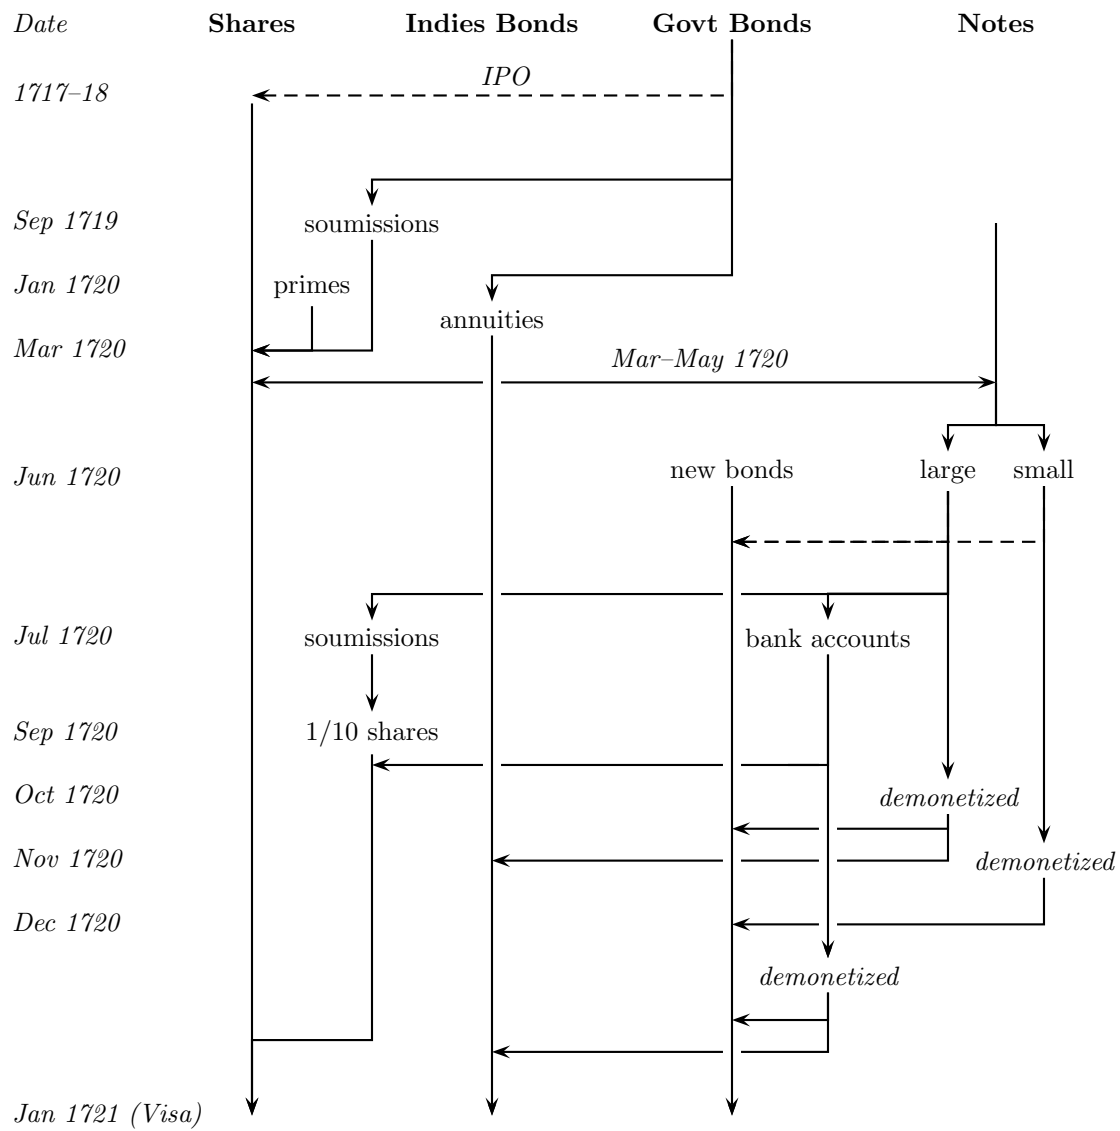 Date Shares Indies Bonds Govt Bonds Notes
IPO
1717–18
Sep 1719 soumissions
Jan 1720 primes
annuities
Mar 1720
Mar–May 1720
Jun 1720 new bonds large small
Jul 1720 soumissions bank accounts
Sep 1720 1/10 shares
Oct 1720 demonetized
Nov 1720 demonetized
Dec 1720
demonetized
Jan 1721 (Visa)